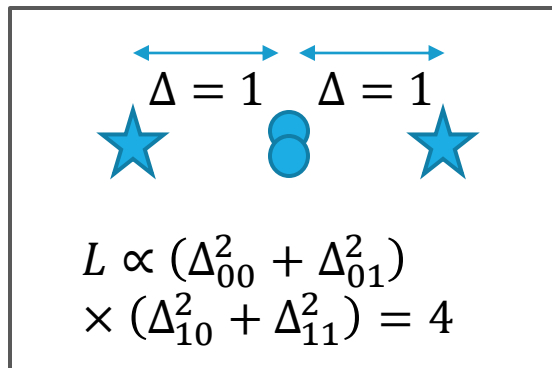 Δ = 1 Δ = 1
L ∝ (Δ²₀₀ + Δ²₀₁)
× (Δ²₁₀ + Δ²₁₁) = 4